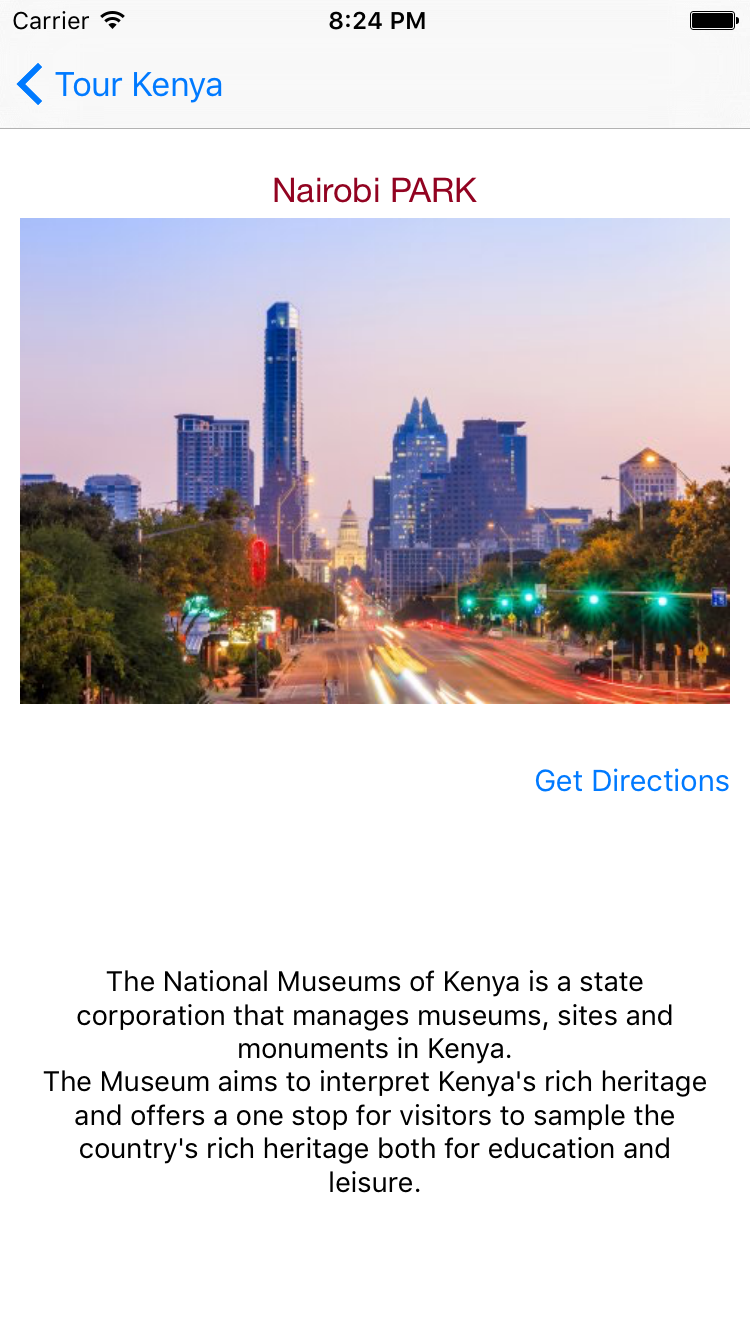 Carrier 8:24 PM
Tour Kenya
Nairobi PARK
Get Directions
The National Museums of Kenya is a state
corporation that manages museums, sites and
monuments in Kenya.
The Museum aims to interpret Kenya's rich heritage
and offers a one stop for visitors to sample the
country's rich heritage both for education and
leisure.